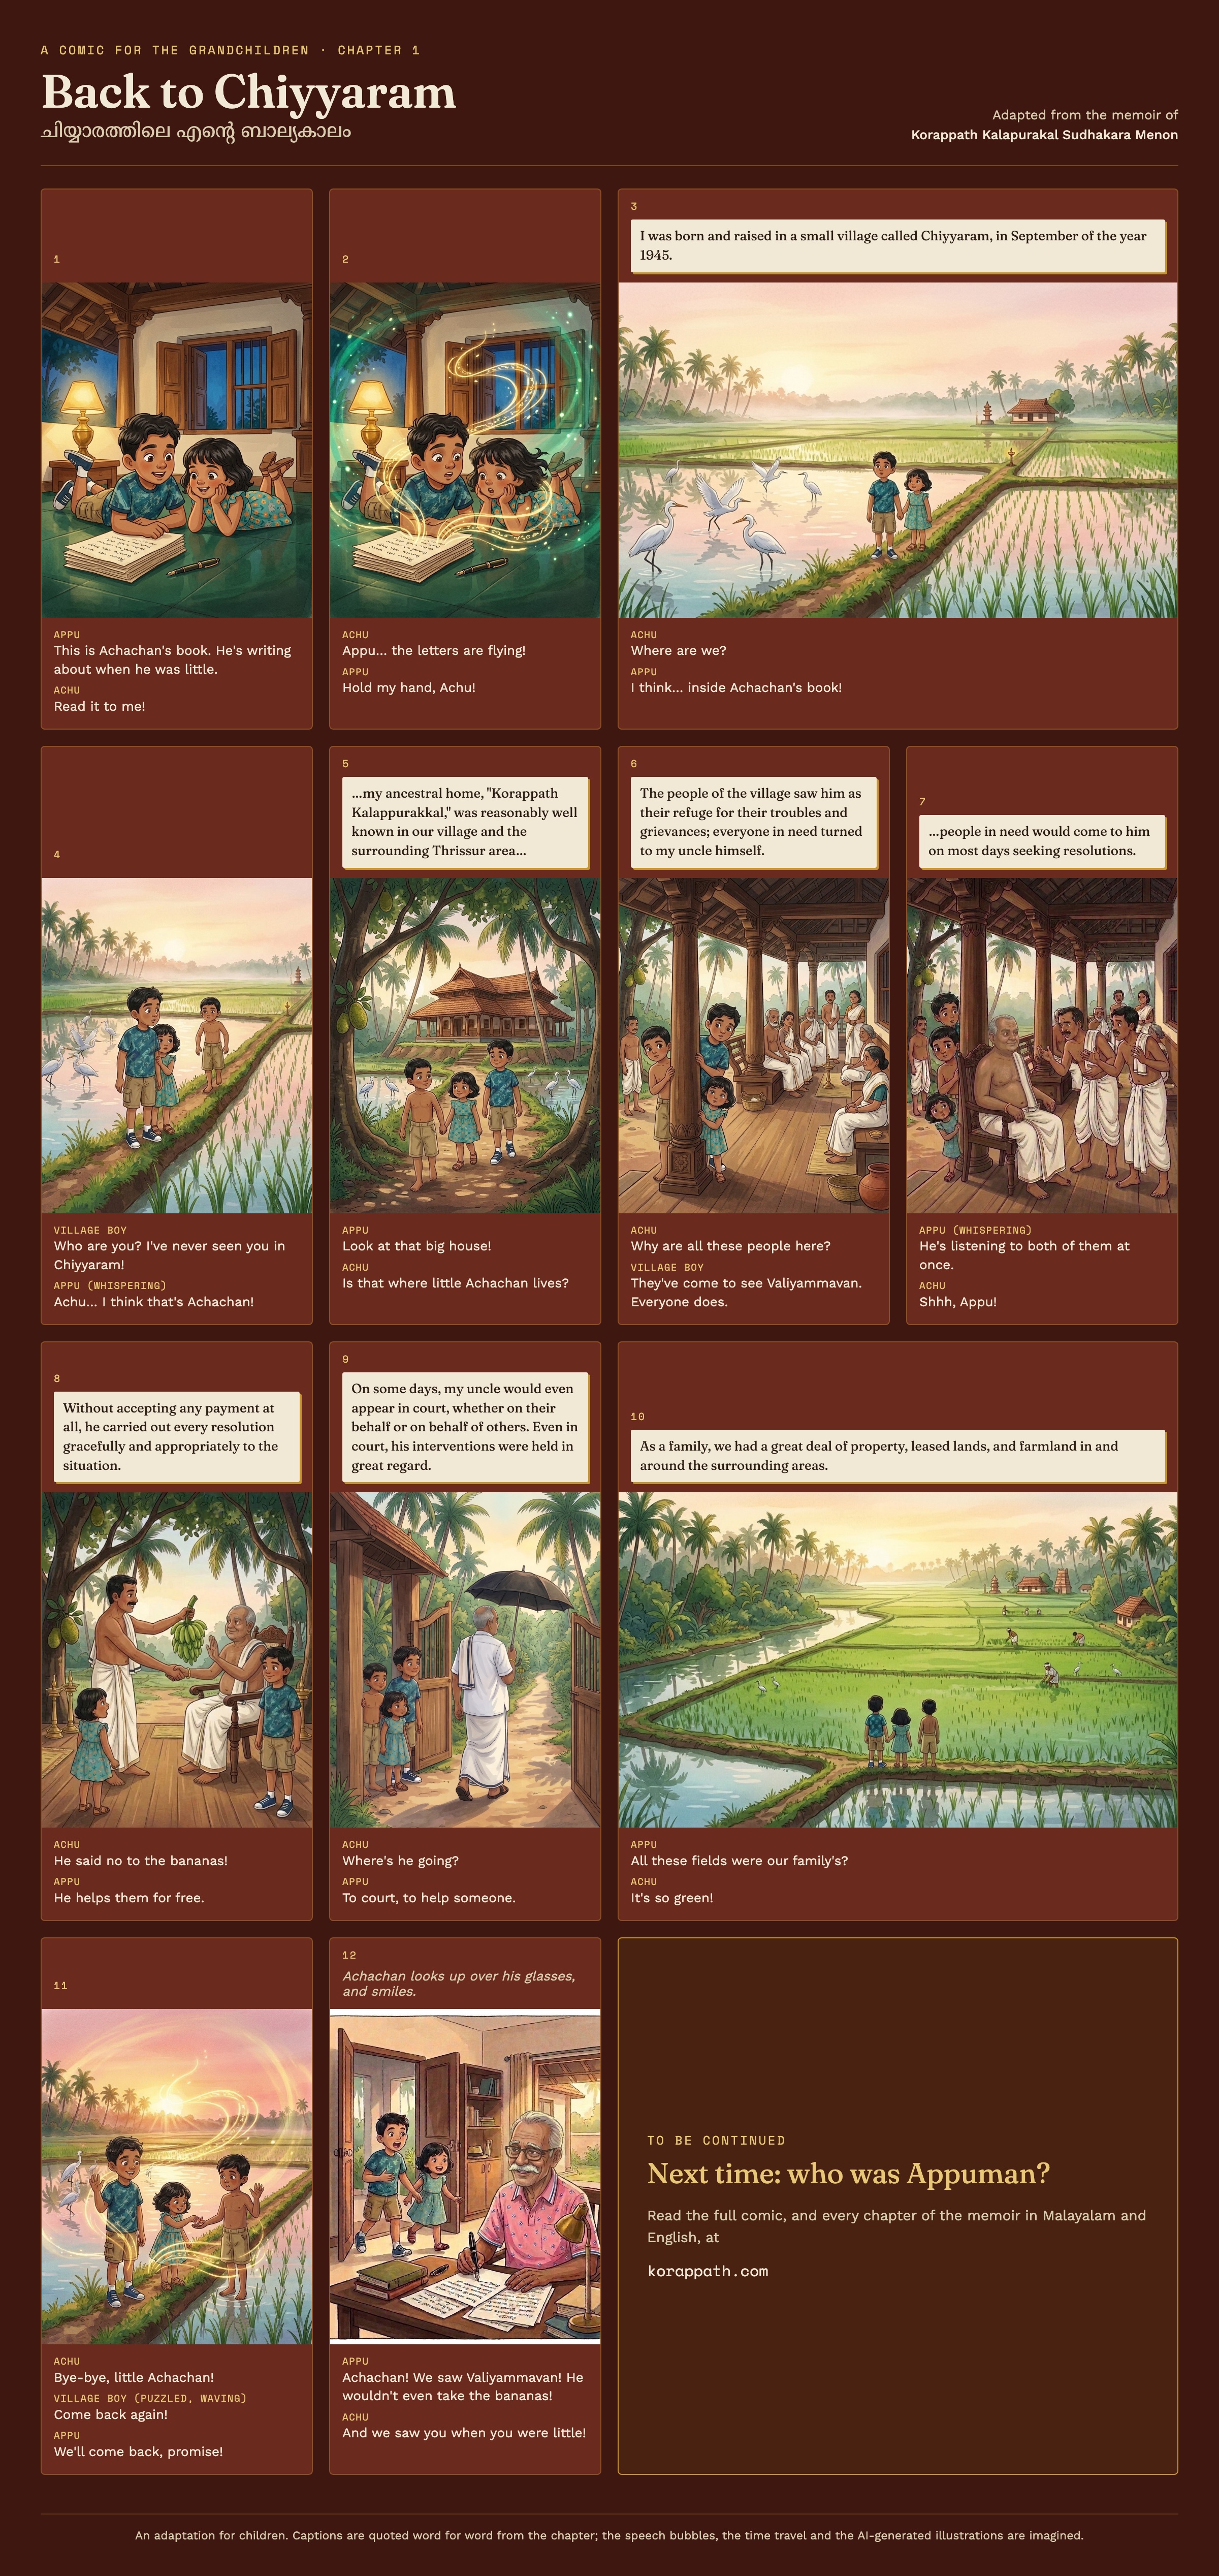 A COMIC FOR THE GRANDCHILDREN · CHAPTER 1
Back to Chiyyaram
ചിയ്യാരത്തിലെ എന്റെ ബാല്യകാലം
Adapted from the memoir of
Korappath Kalapurakal Sudhakara Menon
1
APPU
This is Achachan's book. He's writing
about when he was little.
ACHU
Read it to me!
2
ACHU
Appu... the letters are flying!
APPU
Hold my hand, Achu!
3
I was born and raised in a small village called Chiyyaram, in September of the year
1945.
ACHU
Where are we?
APPU
I think... inside Achachan's book!
4
VILLAGE BOY
Who are you? I've never seen you in
Chiyyaram!
APPU (WHISPERING)
Achu... I think that's Achachan!
5
...my ancestral home, "Korappath
Kalappurakkal," was reasonably well
known in our village and the
surrounding Thrissur area...
APPU
Look at that big house!
ACHU
Is that where little Achachan lives?
6
The people of the village saw him as
their refuge for their troubles and
grievances; everyone in need turned
to my uncle himself.
ACHU
Why are all these people here?
VILLAGE BOY
They've come to see Valiyammavan.
Everyone does.
7
...people in need would come to him
on most days seeking resolutions.
APPU (WHISPERING)
He's listening to both of them at
once.
ACHU
Shhh, Appu!
8
Without accepting any payment at
all, he carried out every resolution
gracefully and appropriately to the
situation.
ACHU
He said no to the bananas!
APPU
He helps them for free.
9
On some days, my uncle would even
appear in court, whether on their
behalf or on behalf of others. Even in
court, his interventions were held in
great regard.
ACHU
Where's he going?
APPU
To court, to help someone.
10
As a family, we had a great deal of property, leased lands, and farmland in and
around the surrounding areas.
APPU
All these fields were our family's?
ACHU
It's so green!
11
ACHU
Bye-bye, little Achachan!
VILLAGE BOY (PUZZLED, WAVING)
Come back again!
APPU
We'll come back, promise!
12
Achachan looks up over his glasses,
and smiles.
APPU
Achachan! We saw Valiyammavan! He
wouldn't even take the bananas!
ACHU
And we saw you when you were little!
TO BE CONTINUED
Next time: who was Appuman?
Read the full comic, and every chapter of the memoir in Malayalam and
English, at
korappath.com
An adaptation for children. Captions are quoted word for word from the chapter; the speech bubbles, the time travel and the AI-generated illustrations are imagined.